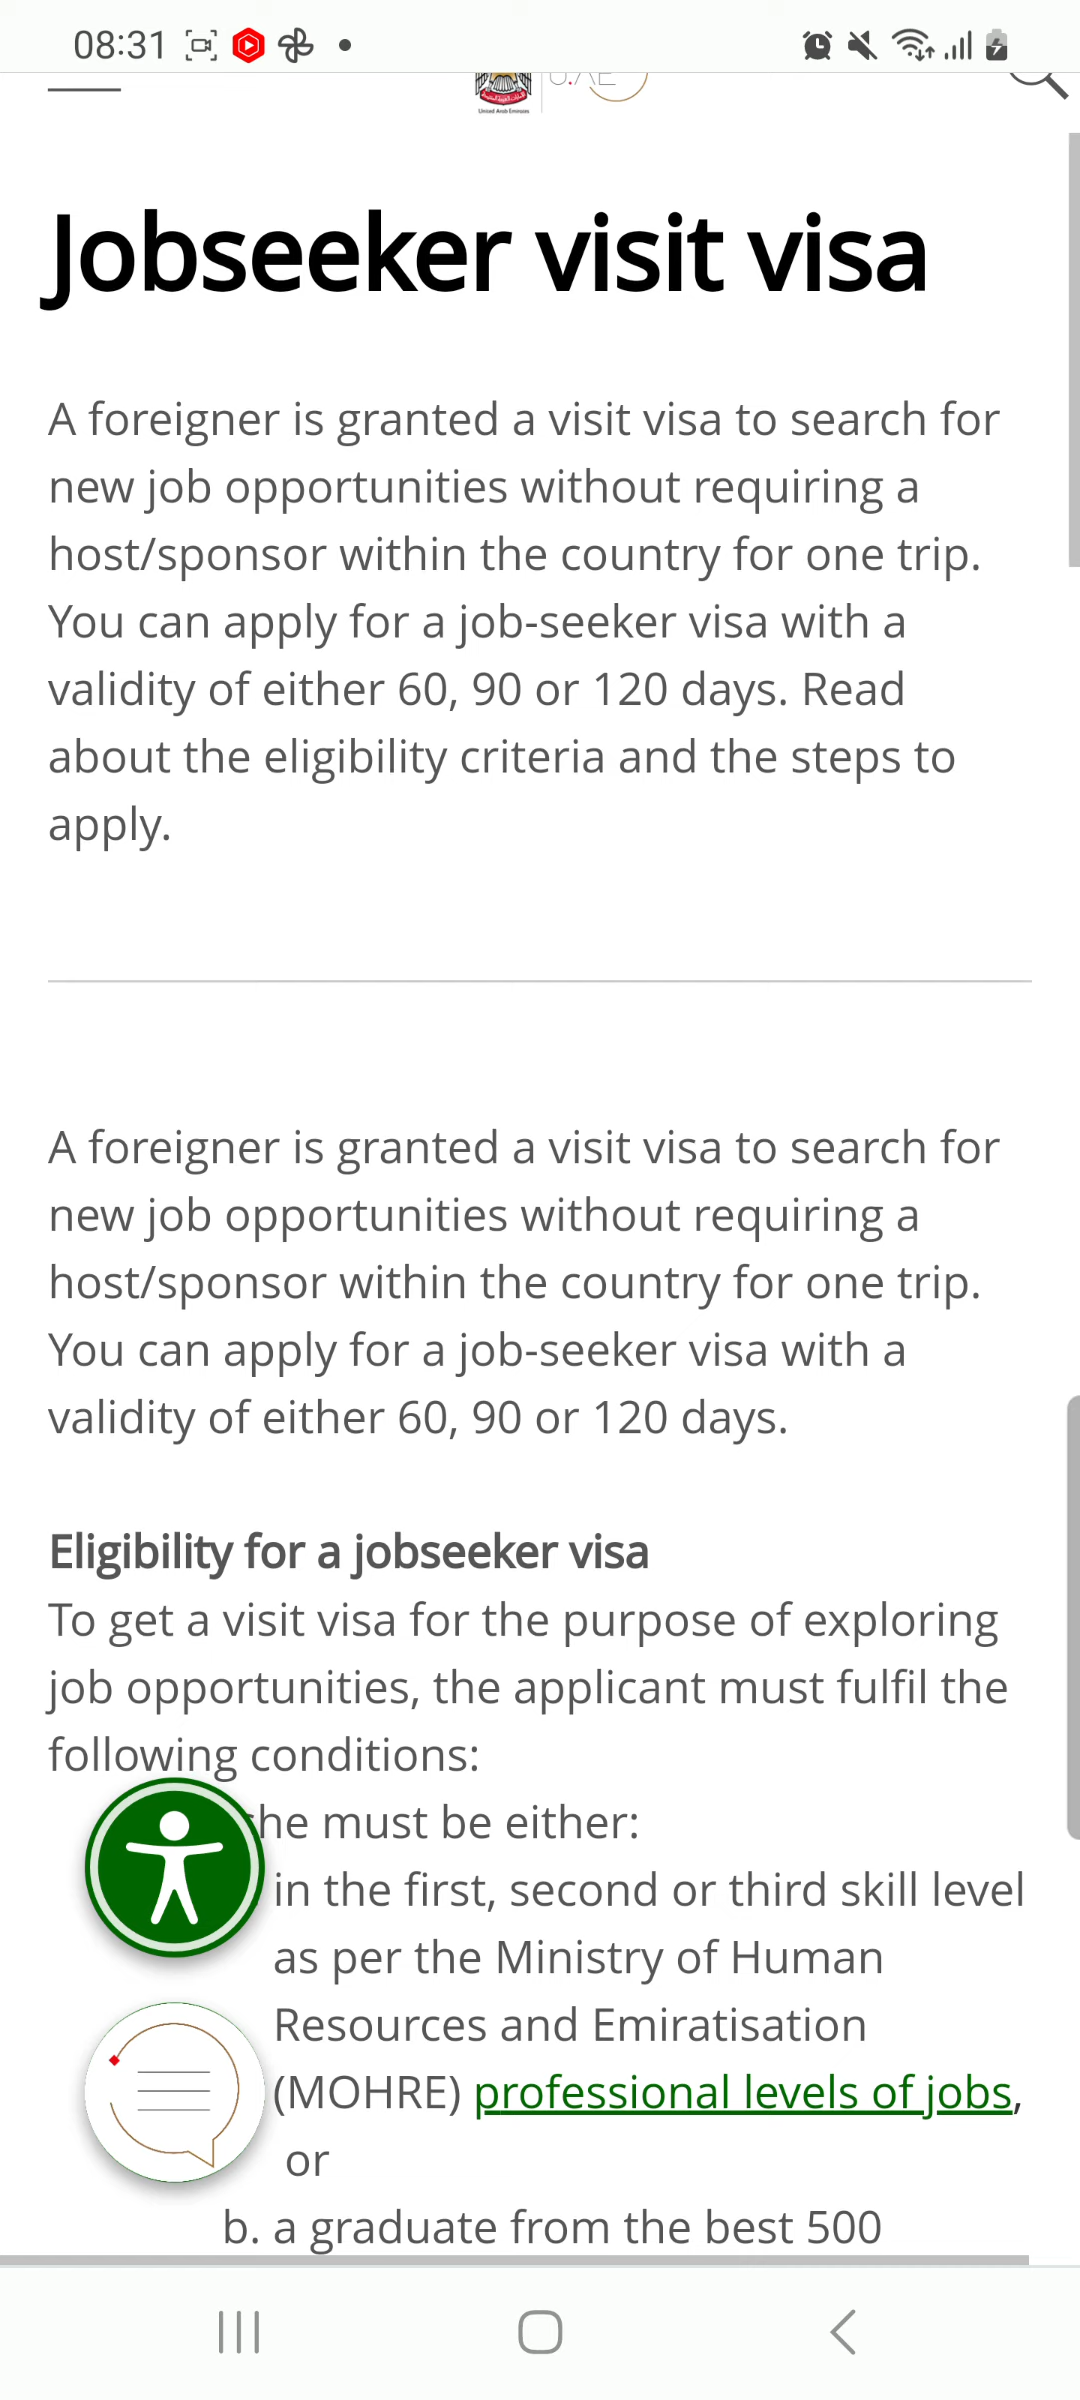 08:31
United Arab Emirates
Jobseeker visit visa
A foreigner is granted a visit visa to search for
new job opportunities without requiring a
host/sponsor within the country for one trip.
You can apply for a job-seeker visa with a
validity of either 60, 90 or 120 days. Read
about the eligibility criteria and the steps to
apply.
A foreigner is granted a visit visa to search for
new job opportunities without requiring a
host/sponsor within the country for one trip.
You can apply for a job-seeker visa with a
validity of either 60, 90 or 120 days.
Eligibility for a jobseeker visa
To get a visit visa for the purpose of exploring
job opportunities, the applicant must fulfil the
following conditions:
he must be either:
in the first, second or third skill level
as per the Ministry of Human
Resources and Emiratisation
(MOHRE) professional levels of jobs,
or
b. a graduate from the best 500